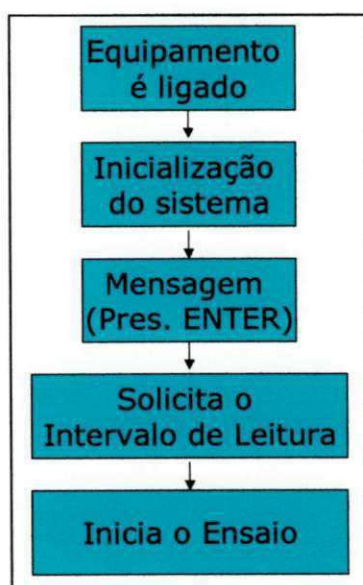 Equipamento
é ligado
Inicialização
do sistema
Mensagem
(Pres. ENTER)
Solicita o
Intervalo de Leitura
Inicia o Ensaio